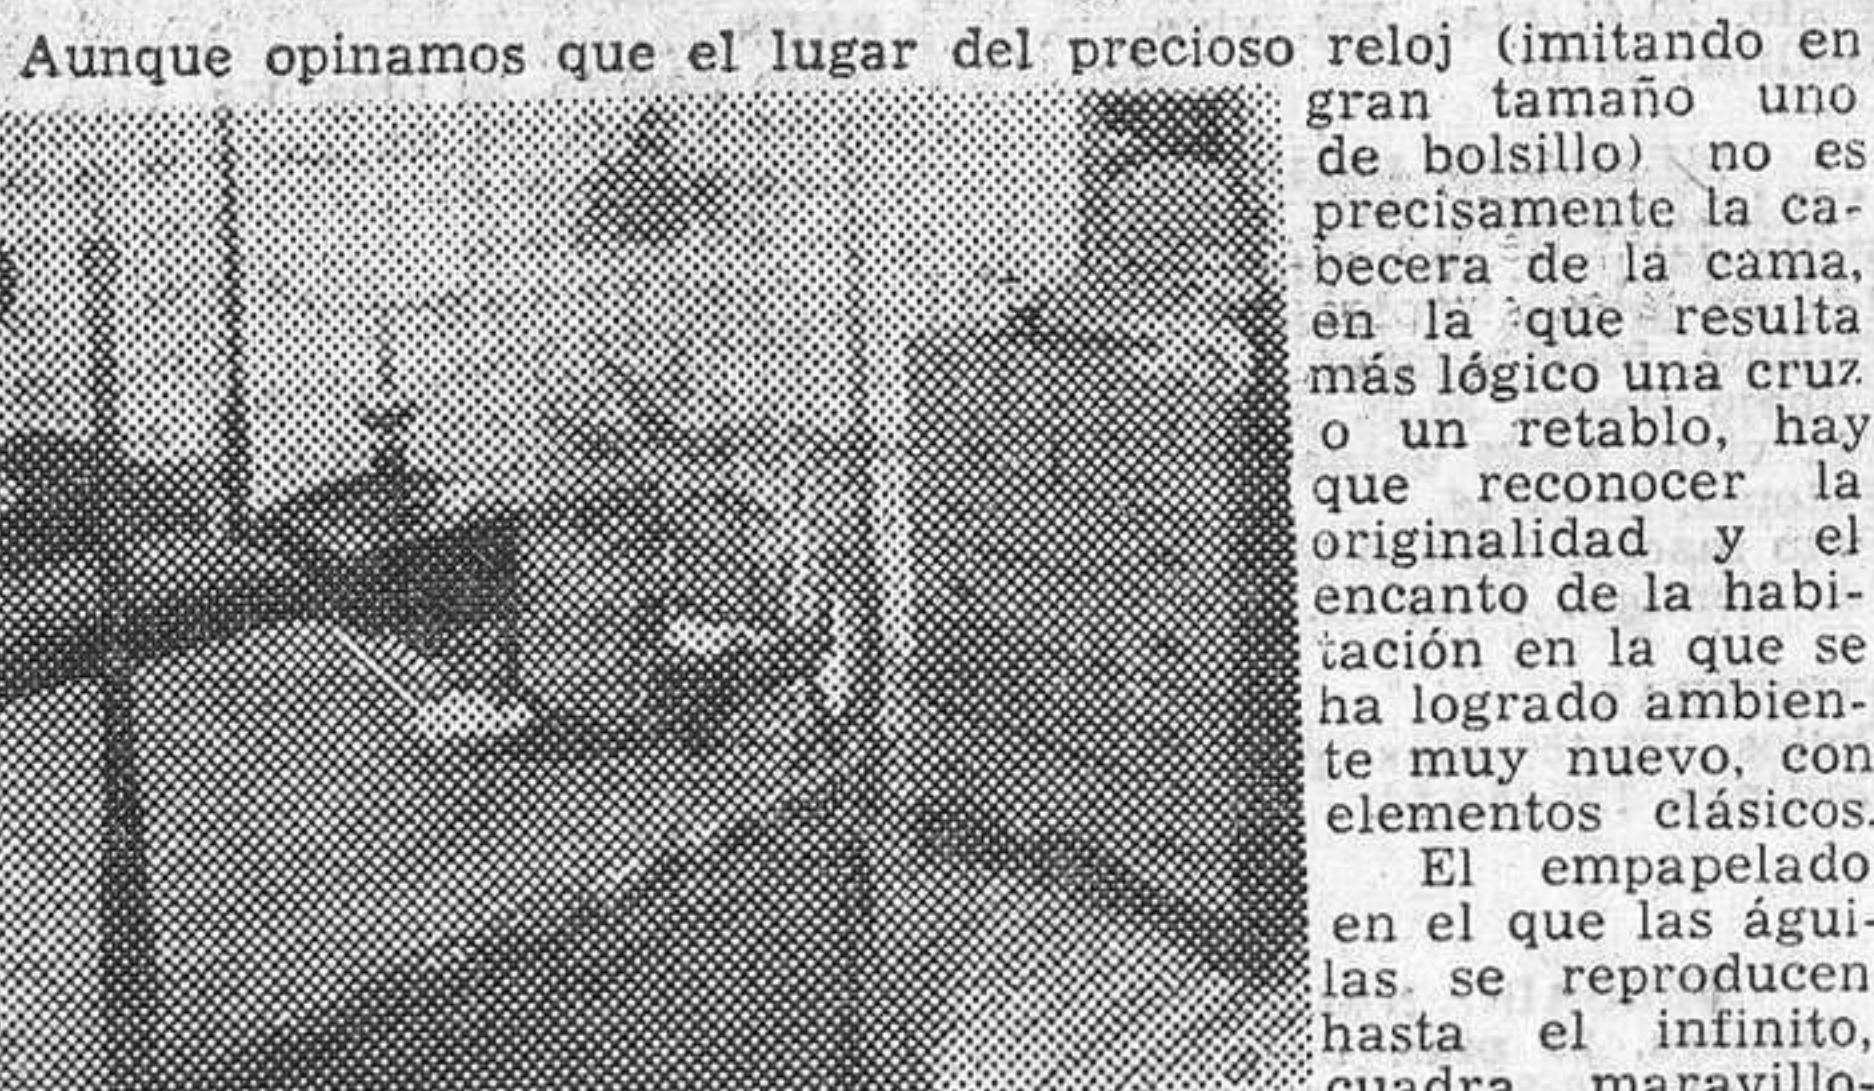 Aunque opinamos que el lugar del precioso reloj (imitando en
gran tamaño uno
de bolsillo) no es
precisamente la ca-
becera de la cama,
en la que resulta
más lógico una cruz
o un retablo, hay
que reconocer la
originalidad y el
encanto de la habi-
tación en la que se
ha logrado ambien-
te muy nuevo, con
elementos clásicos.
El empapelado
en el que las águi-
las se reproducen
hasta el infinito,
cuadra maravillo-